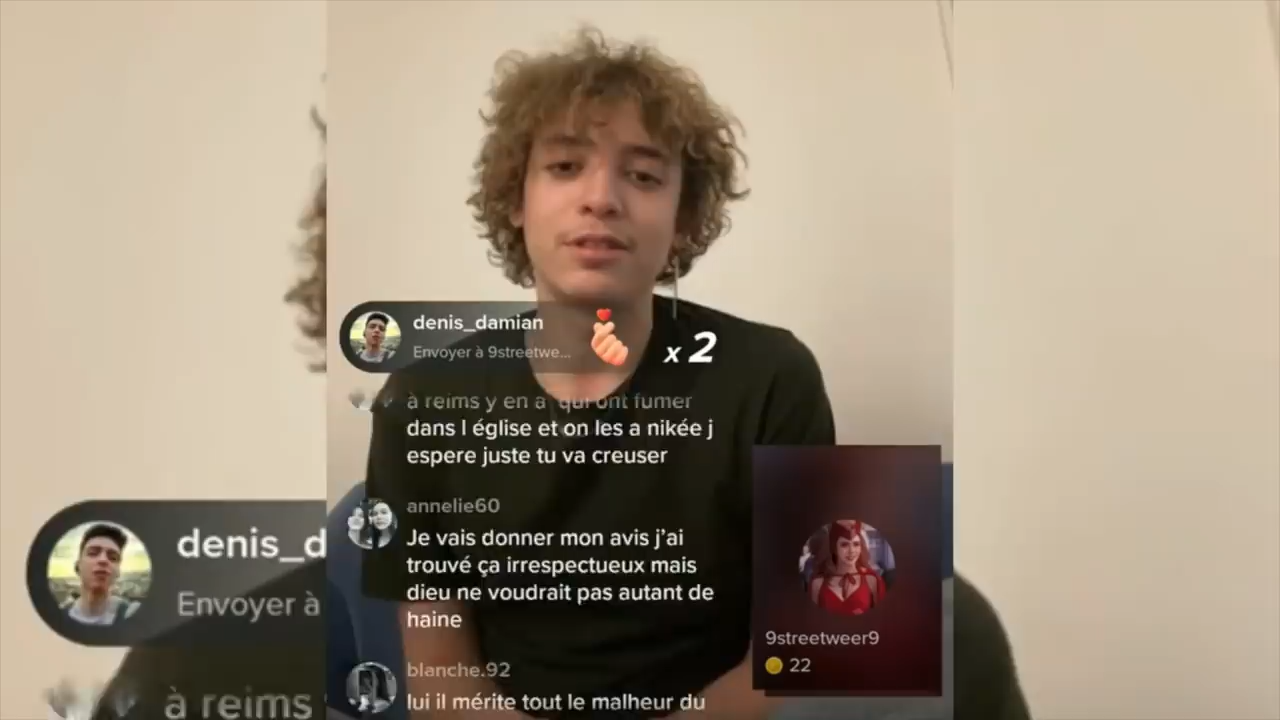 denis_damian
Envoyer à 9streetwe...
x 2
à reims y en a qui ont fumer
dans l église et on les a nikée j
espere juste tu va creuser
annelie60
Je vais donner mon avis j'ai
trouvé ça irrespectueux mais
dieu ne voudrait pas autant de
haine
blanche.92
lui il mérite tout le malheur du
9streetweer9
22
denis_d
Envoyer à
à reims